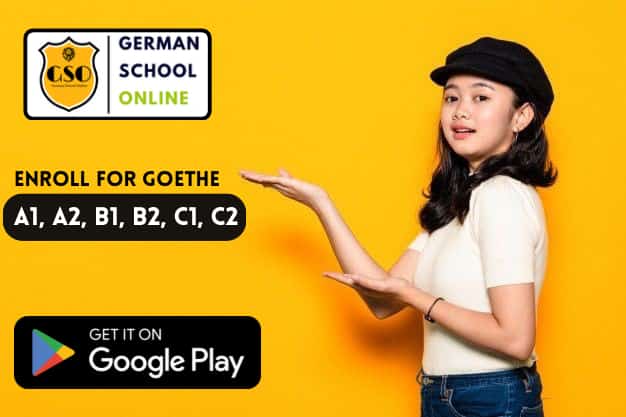 GSO
GERMAN
SCHOOL
ONLINE
ENROLL FOR GOETHE
A1, A2, B1, B2, C1, C2
GET IT ON
Google Play